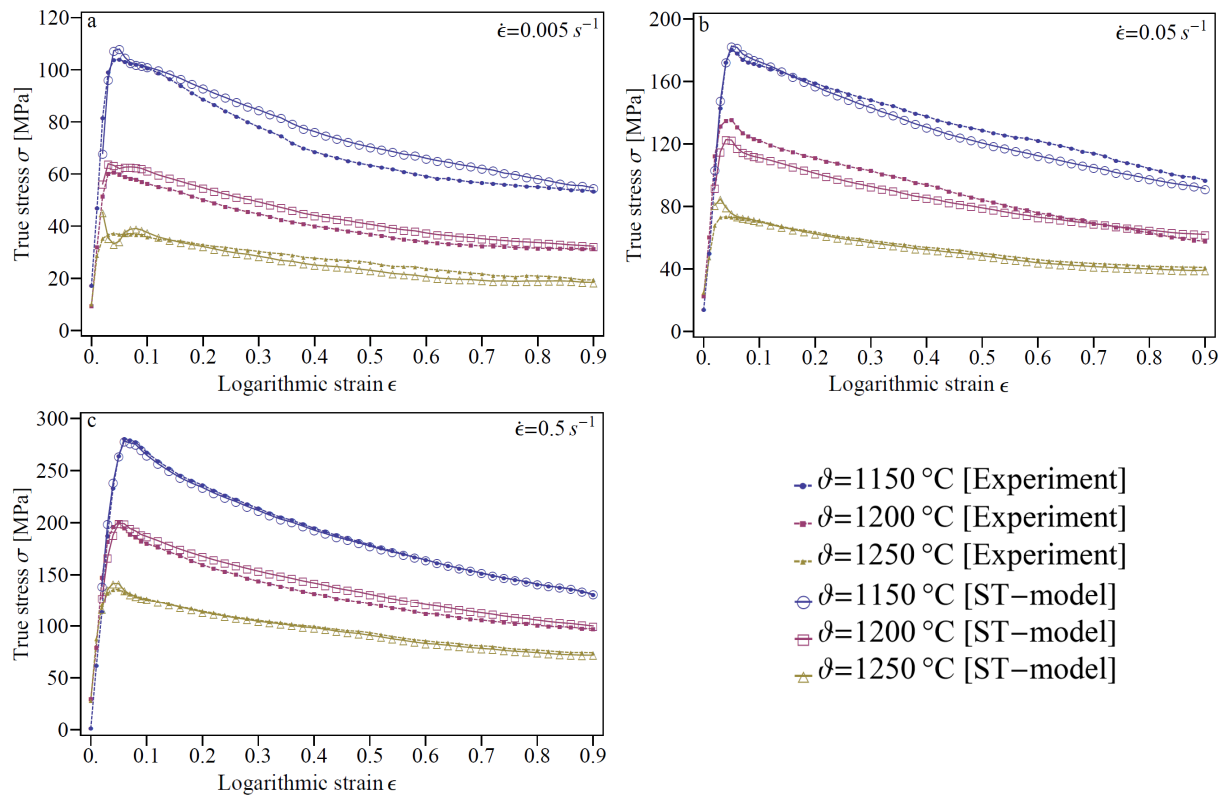 a
ϵ̇=0.005 s⁻¹
120
100
80
60
40
20
0
True stress σ [MPa]
0. 0.1 0.2 0.3 0.4 0.5 0.6 0.7 0.8 0.9
Logarithmic strain ϵ
b
ϵ̇=0.05 s⁻¹
200
160
120
80
40
0
True stress σ [MPa]
0. 0.1 0.2 0.3 0.4 0.5 0.6 0.7 0.8 0.9
Logarithmic strain ϵ
c
ϵ̇=0.5 s⁻¹
300
250
200
150
100
50
0
True stress σ [MPa]
0. 0.1 0.2 0.3 0.4 0.5 0.6 0.7 0.8 0.9
Logarithmic strain ϵ
ϑ=1150 °C [Experiment]
ϑ=1200 °C [Experiment]
ϑ=1250 °C [Experiment]
ϑ=1150 °C [ST−model]
ϑ=1200 °C [ST−model]
ϑ=1250 °C [ST−model]